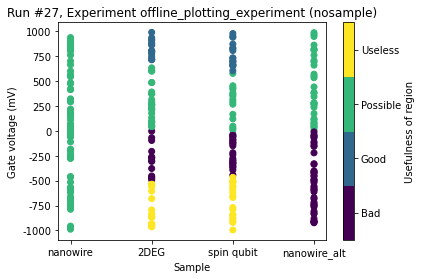 Run #27, Experiment offline_plotting_experiment (nosample)
1000
750
500
250
0
-250
-500
-750
-1000
Gate voltage (mV)
nanowire
2DEG
spin qubit
nanowire_alt
Sample
Useless
Possible
Good
Bad
Usefulness of region